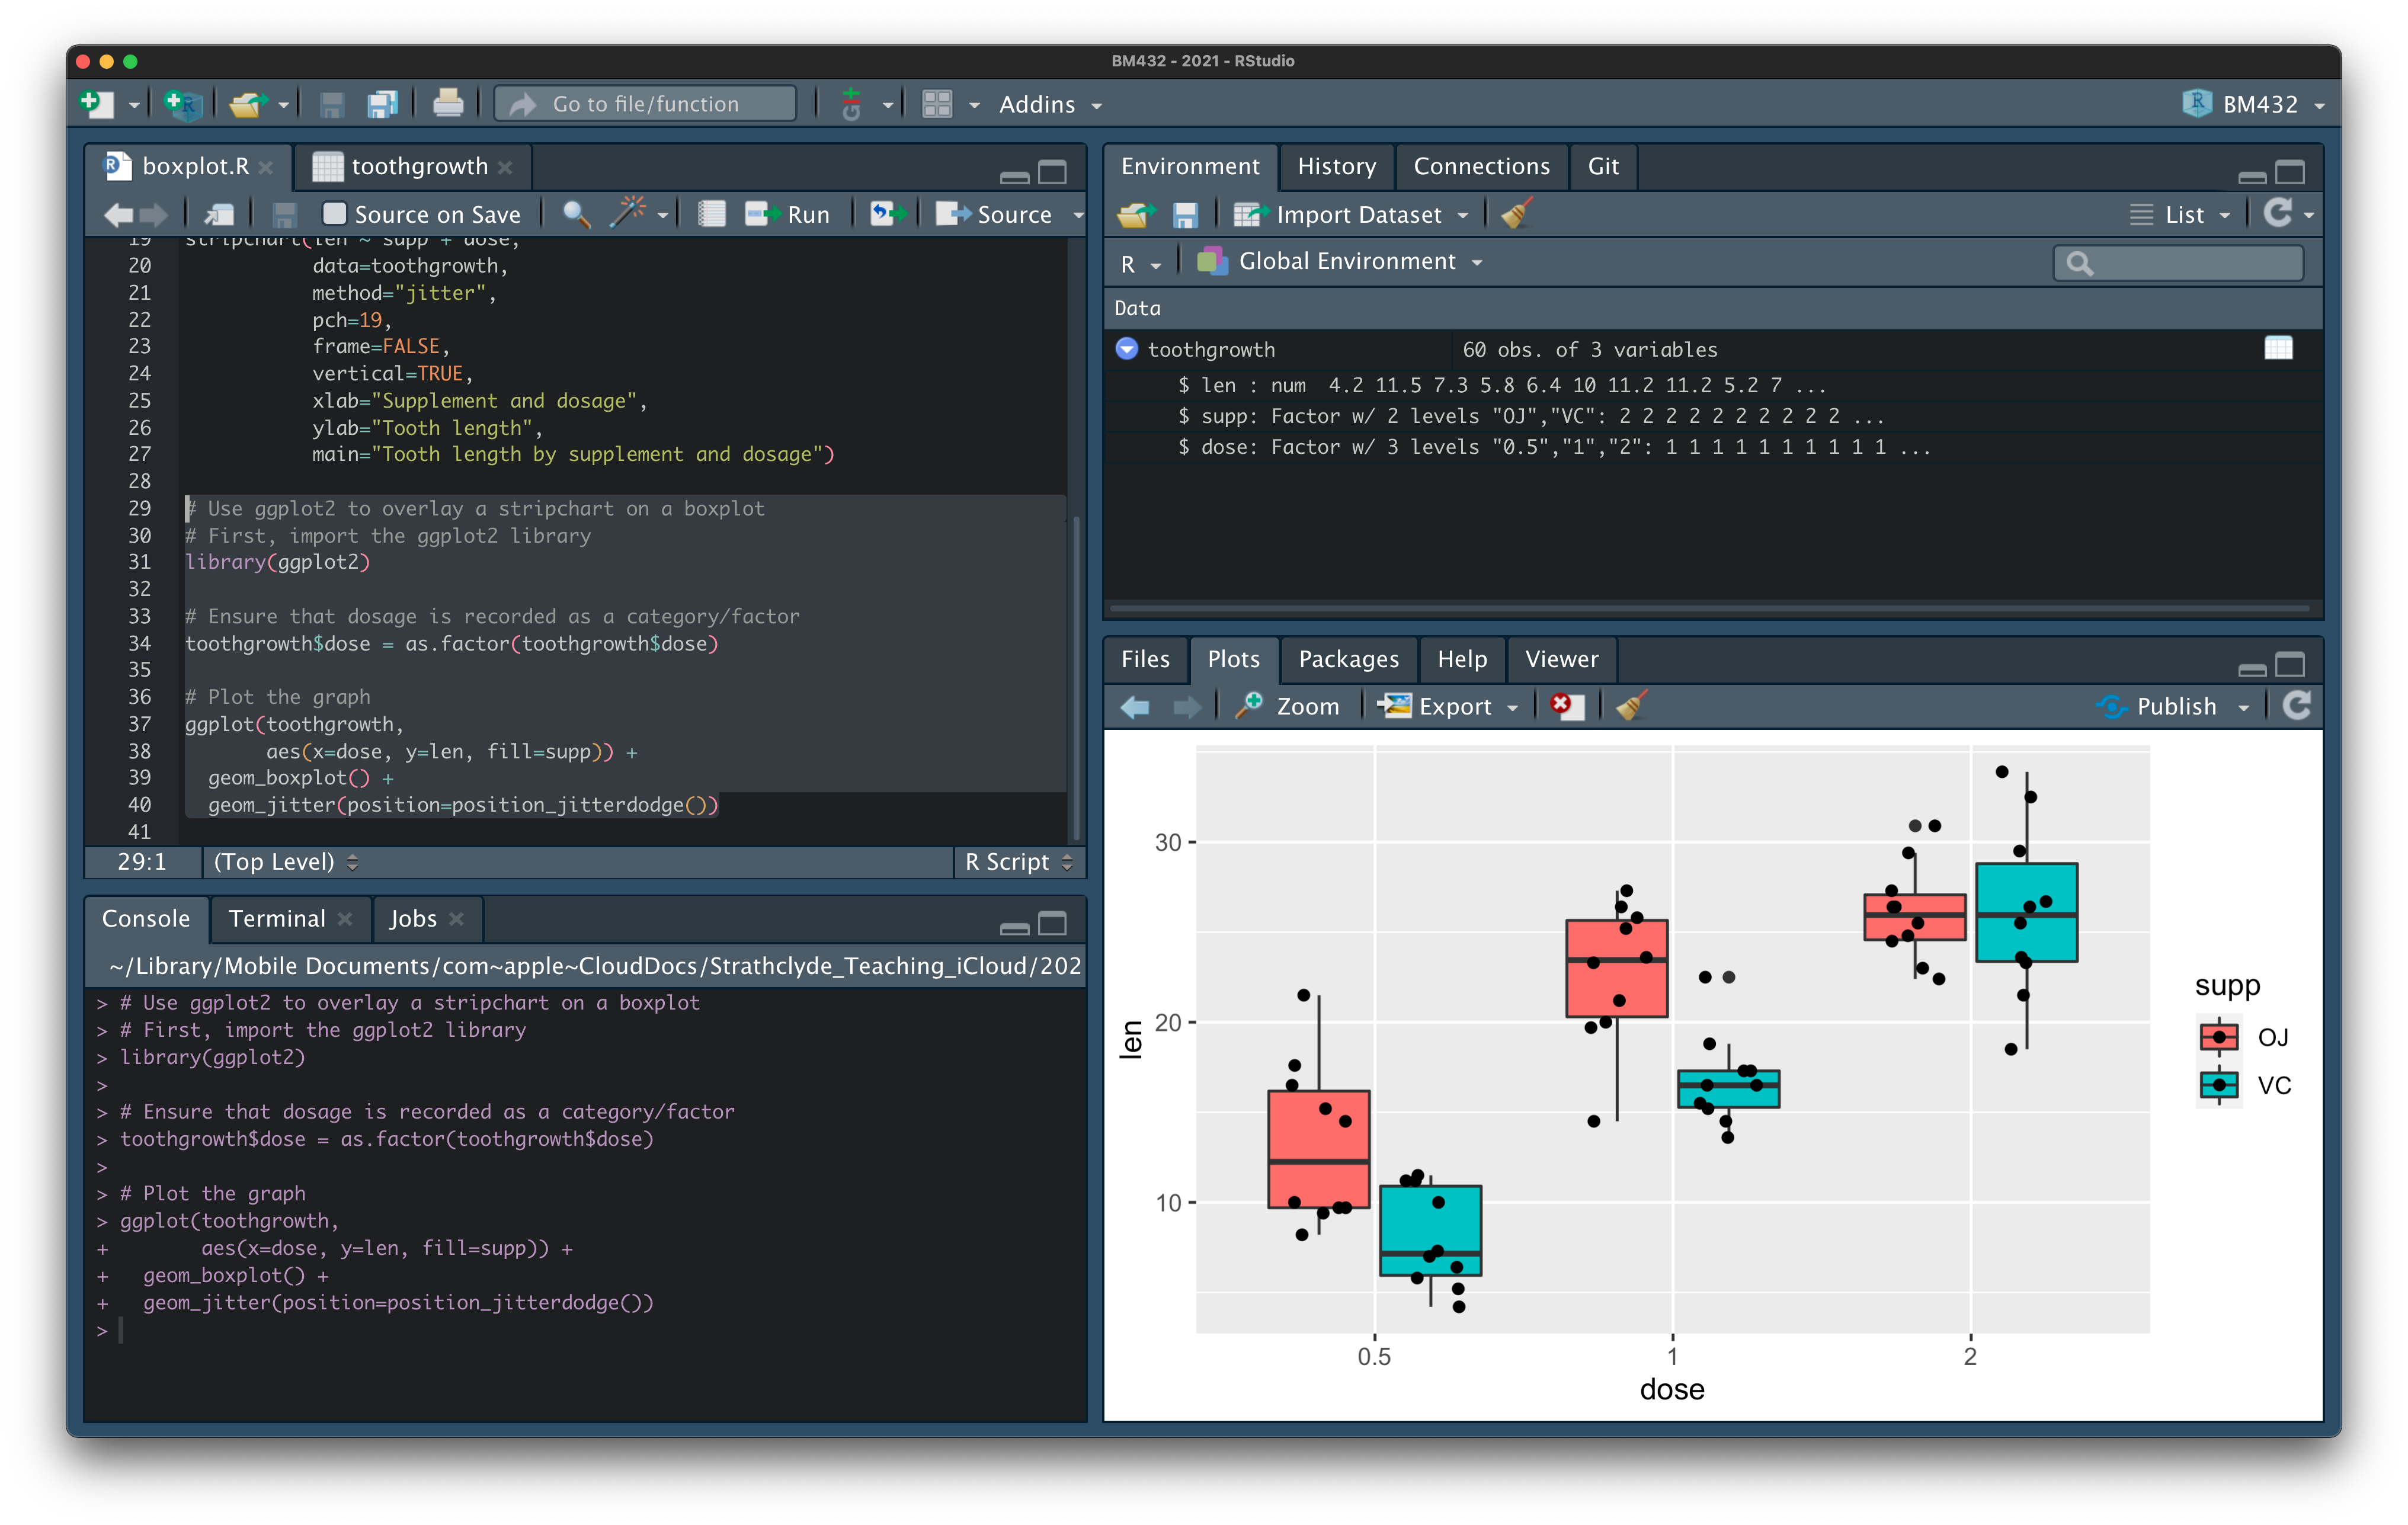 BM432 - 2021 - RStudio
Go to file/function
Git
Addins
BM432
boxplot.R
toothgrowth
Source on Save
Run
Source
19 stripchart(len ~ supp + dose,
20 data=toothgrowth,
21 method="jitter",
22 pch=19,
23 frame=FALSE,
24 vertical=TRUE,
25 xlab="Supplement and dosage",
26 ylab="Tooth length",
27 main="Tooth length by supplement and dosage")
28
29 # Use ggplot2 to overlay a stripchart on a boxplot
30 # First, import the ggplot2 library
31 library(ggplot2)
32
33 # Ensure that dosage is recorded as a category/factor
34 toothgrowth$dose = as.factor(toothgrowth$dose)
35
36 # Plot the graph
37 ggplot(toothgrowth,
38 aes(x=dose, y=len, fill=supp)) +
39 geom_boxplot() +
40 geom_jitter(position=position_jitterdodge())
41
29:1 (Top Level) R Script
Console Terminal Jobs
~/Library/Mobile Documents/com~apple~CloudDocs/Strathclyde_Teaching_iCloud/202
> # Use ggplot2 to overlay a stripchart on a boxplot
> # First, import the ggplot2 library
> library(ggplot2)
>
> # Ensure that dosage is recorded as a category/factor
> toothgrowth$dose = as.factor(toothgrowth$dose)
>
> # Plot the graph
> ggplot(toothgrowth,
+ aes(x=dose, y=len, fill=supp)) +
+ geom_boxplot() +
+ geom_jitter(position=position_jitterdodge())
>
Environment History Connections Git
Import Dataset List
R Global Environment
Data
toothgrowth 60 obs. of 3 variables
$ len : num 4.2 11.5 7.3 5.8 6.4 10 11.2 11.2 5.2 7 ...
$ supp: Factor w/ 2 levels "OJ","VC": 2 2 2 2 2 2 2 2 2 2 ...
$ dose: Factor w/ 3 levels "0.5","1","2": 1 1 1 1 1 1 1 1 1 1 ...
Files Plots Packages Help Viewer
Zoom Export Publish
30
20
10
len
0.5 1 2
dose
supp
OJ
VC